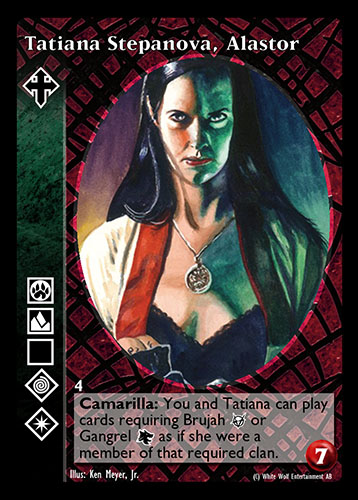 Tatiana Stepanova, Alastor
4
Camarilla: You and Tatiana can play
cards requiring Brujah or
Gangrel as if she were a
member of that required clan.
7
Illus: Ken Meyer, Jr.
(C) White Wolf Entertainment AB